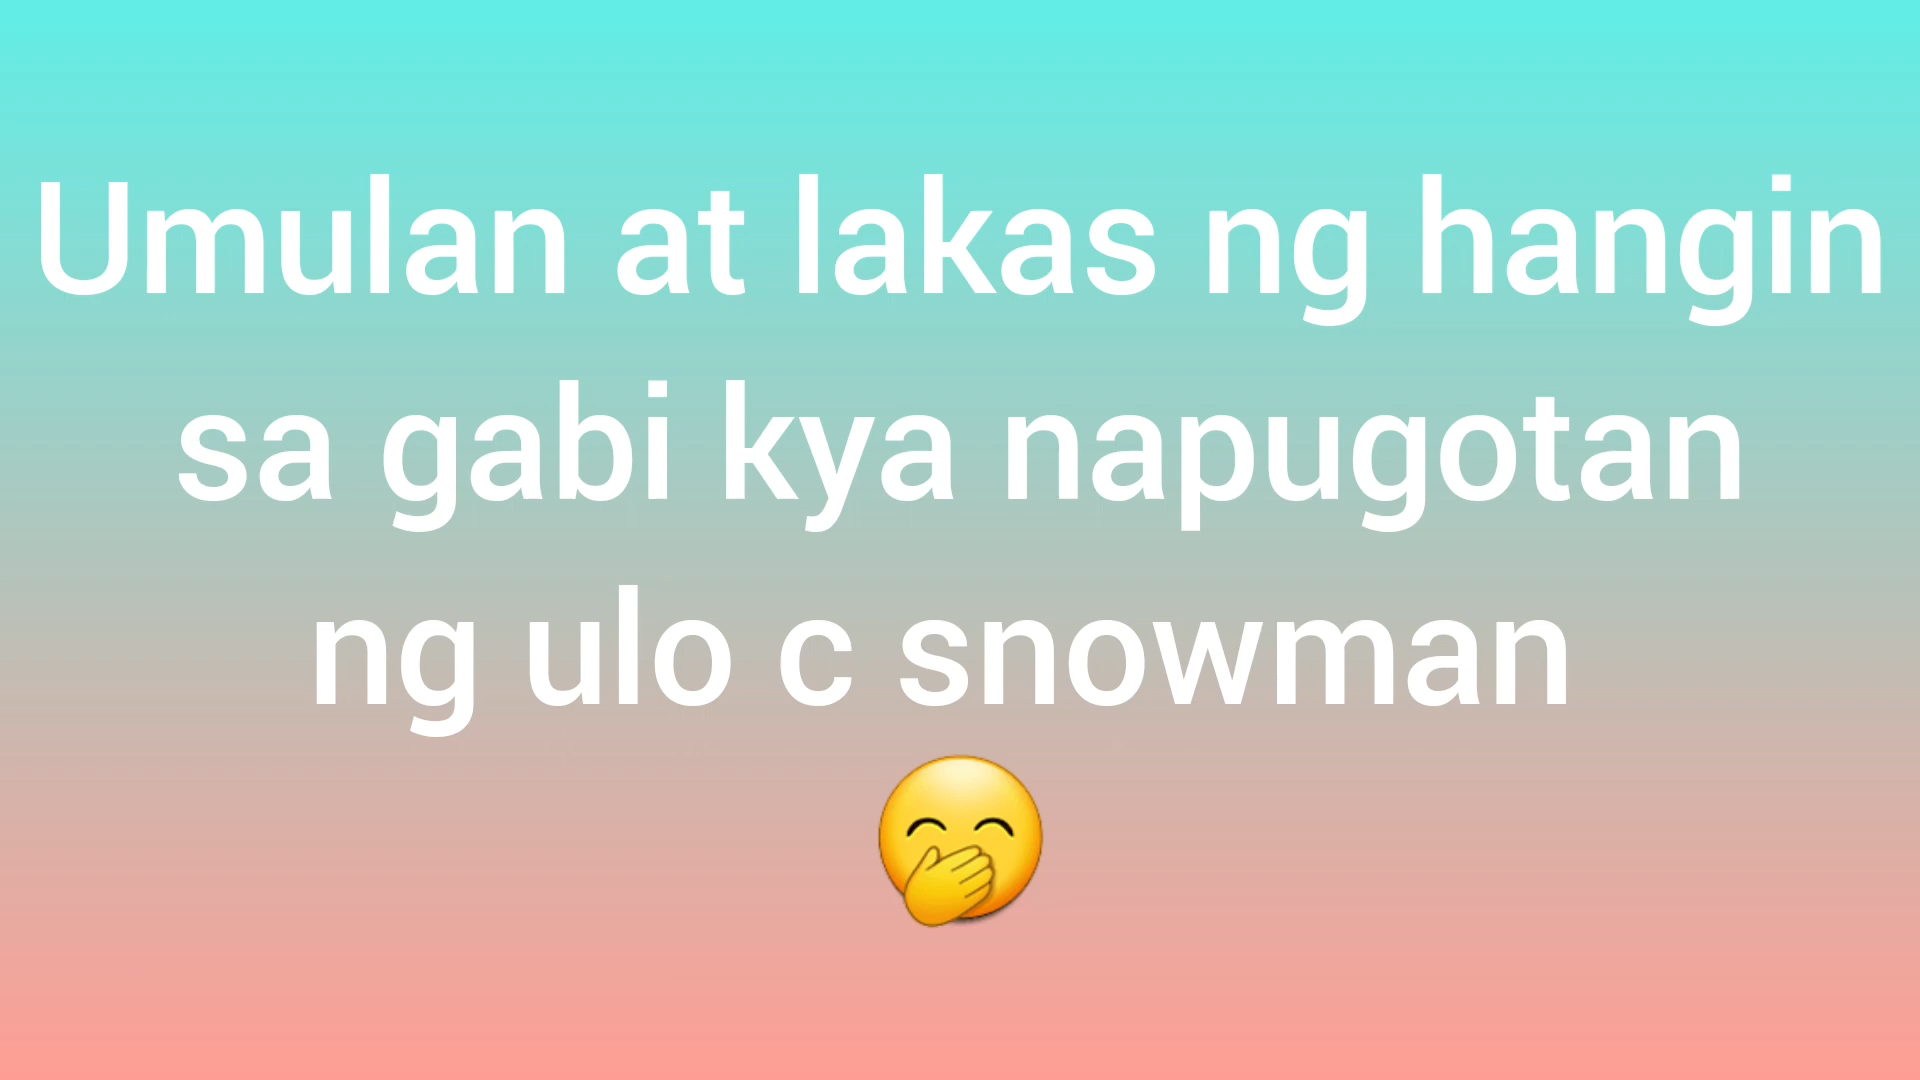 Umulan at lakas ng hangin
sa gabi kya napugotan
ng ulo c snowman
🤭